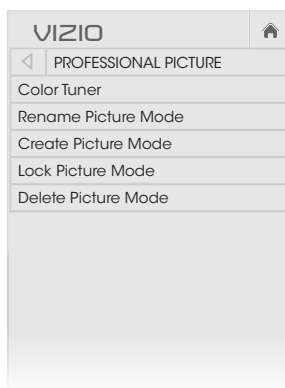 VIZIO
PROFESSIONAL PICTURE
Color Tuner
Rename Picture Mode
Create Picture Mode
Lock Picture Mode
Delete Picture Mode